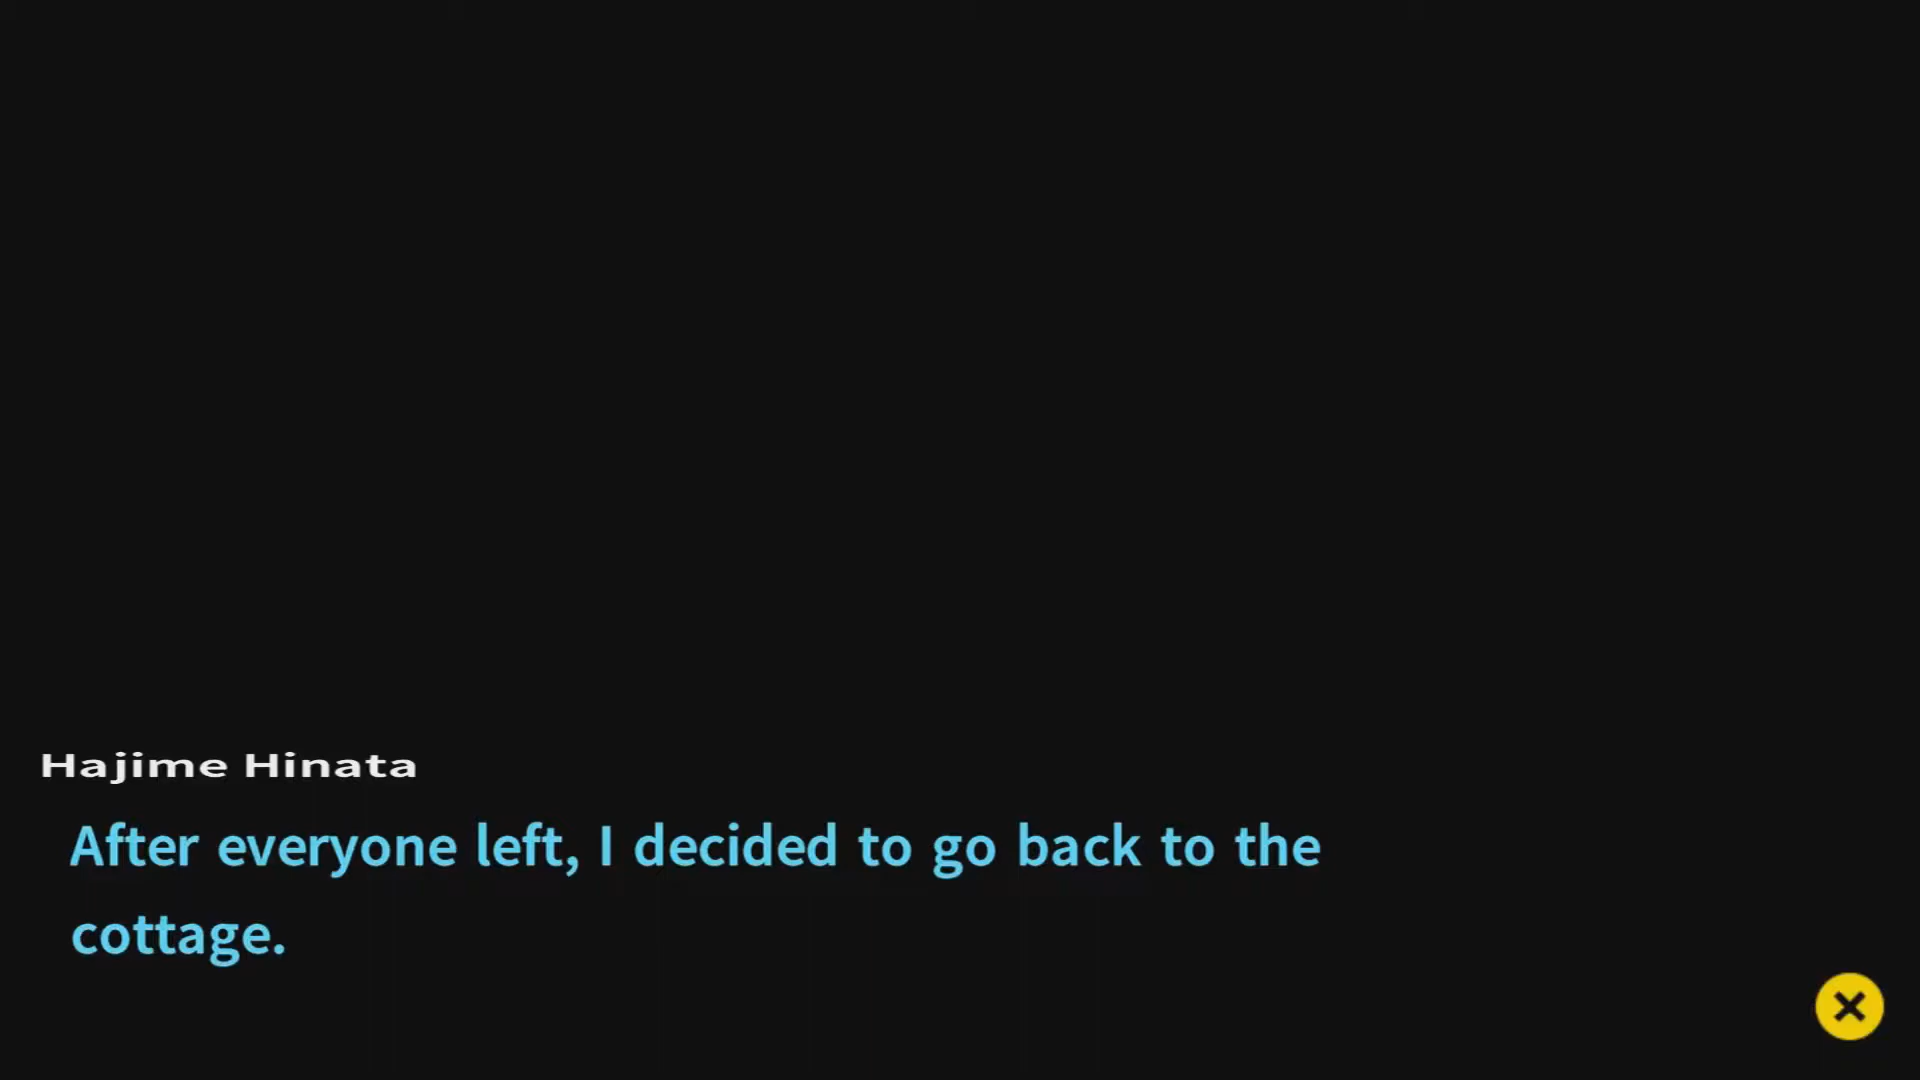 Hajime Hinata
After everyone left, I decided to go back to the
cottage.